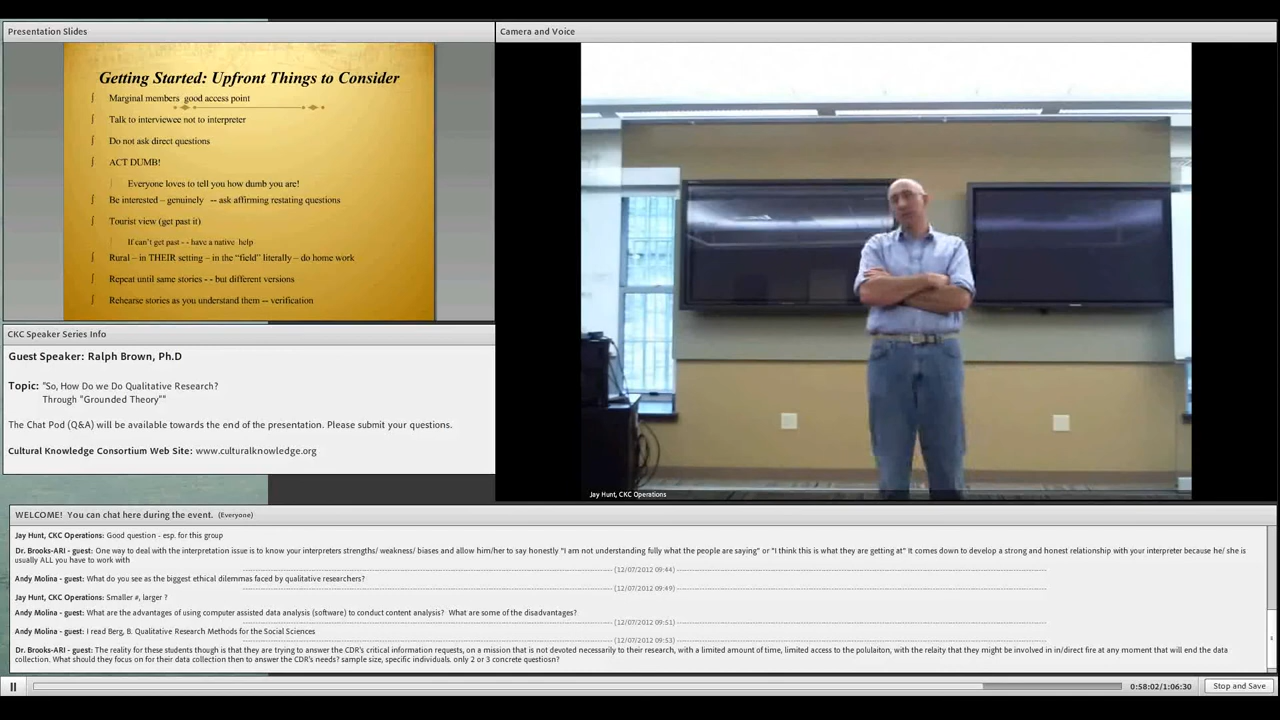 Presentation Slides
Getting Started: Upfront Things to Consider
Marginal members good access point
Talk to interviewee not to interpreter
Do not ask direct questions
ACT DUMB!
Everyone loves to tell you how dumb you are!
Be interested – genuinely -- ask affirming restating questions
Tourist view (get past it)
If can't get past - - have a native help
Rural – in THEIR setting – in the “field” literally – do home work
Repeat until same stories - - but different versions
Rehearse stories as you understand them -- verification
Camera and Voice
Jay Hunt, CKC Operations
CKC Speaker Series Info
Guest Speaker: Ralph Brown, Ph.D
Topic: "So, How Do we Do Qualitative Research?
Through "Grounded Theory""
The Chat Pod (Q&A) will be available towards the end of the presentation. Please submit your questions.
Cultural Knowledge Consortium Web Site: www.culturalknowledge.org
WELCOME! You can chat here during the event. (Everyone)
Jay Hunt, CKC Operations: Good question - esp. for this group
Dr. Brooks-ARI - guest: One way to deal with the interpretation issue is to know your interpreters strengths/ weakness/ biases and allow him/her to say honestly "I am not understanding fully what the people are saying" or "I think this is what they are getting at" It comes down to develop a strong and honest relationship with your interpreter because he/ she is
usually ALL you have to work with
(12/07/2012 09:44)
Andy Molina - guest: What do you see as the biggest ethical dilemmas faced by qualitative researchers?
(12/07/2012 09:49)
Jay Hunt, CKC Operations: Smaller #, larger ?
Andy Molina - guest: What are the advantages of using computer assisted data analysis (software) to conduct content analysis? What are some of the disadvantages?
(12/07/2012 09:51)
Andy Molina - guest: I read Berg, B. Qualitative Research Methods for the Social Sciences
(12/07/2012 09:53)
Dr. Brooks-ARI - guest: The reality for these students though is that they are trying to answer the CDR's critical information requests, on a mission that is not devoted necessarily to their research, with a limited amount of time, limited access to the polulaiton, with the relaity that they might be involved in in/direct fire at any moment that will end the data
collection. What should they focus on for their data collection then to answer the CDR's needs? sample size, specific individuals. only 2 or 3 concrete questiosn?
0:58:02/1:06:30
Stop and Save